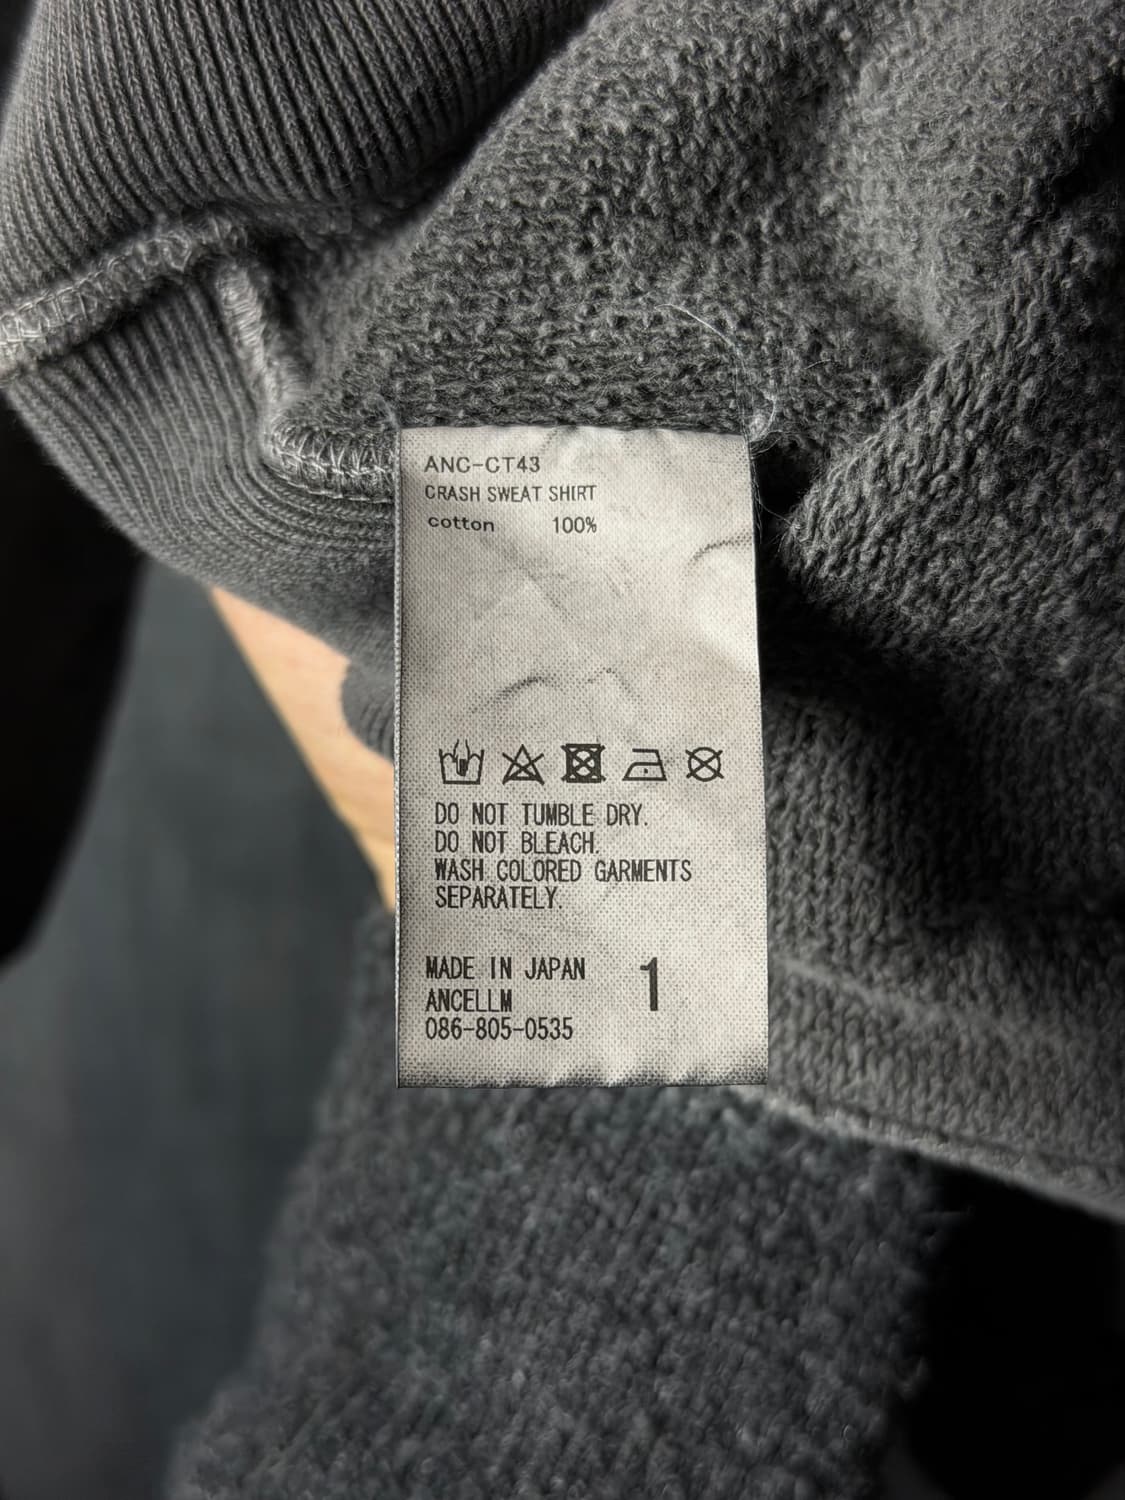 ANC-CT43
CRASH SWEAT SHIRT
cotton 100%
DO NOT TUMBLE DRY.
DO NOT BLEACH.
WASH COLORED GARMENTS
SEPARATELY.
MADE IN JAPAN 1
ANCELLM
086-805-0535